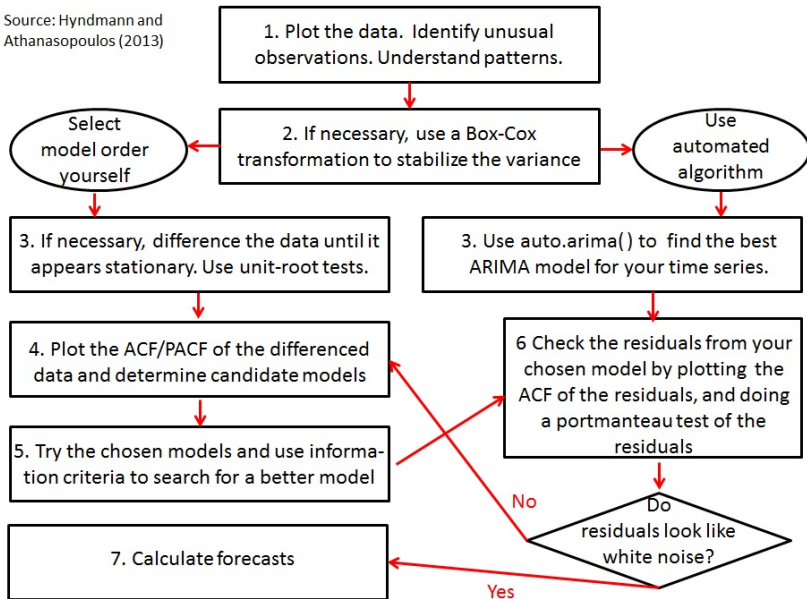 Source: Hyndmann and
Athanasopoulos (2013)
1. Plot the data.  Identify unusual
observations. Understand patterns.
Select
model order
yourself
2. If necessary, use a Box-Cox
transformation to stabilize the variance
Use
automated
algorithm
3. If necessary, difference the data until it
appears stationary. Use unit-root tests.
3. Use auto.arima( ) to  find the best
ARIMA model for your time series.
4. Plot the ACF/PACF of the differenced
data and determine candidate models
6 Check the residuals from your
chosen model by plotting  the
ACF of the residuals, and doing
a portmanteau test of the
residuals
5. Try the chosen models and use informa-
tion criteria to search for a better model
No
Do
residuals look like
white noise?
7. Calculate forecasts
Yes